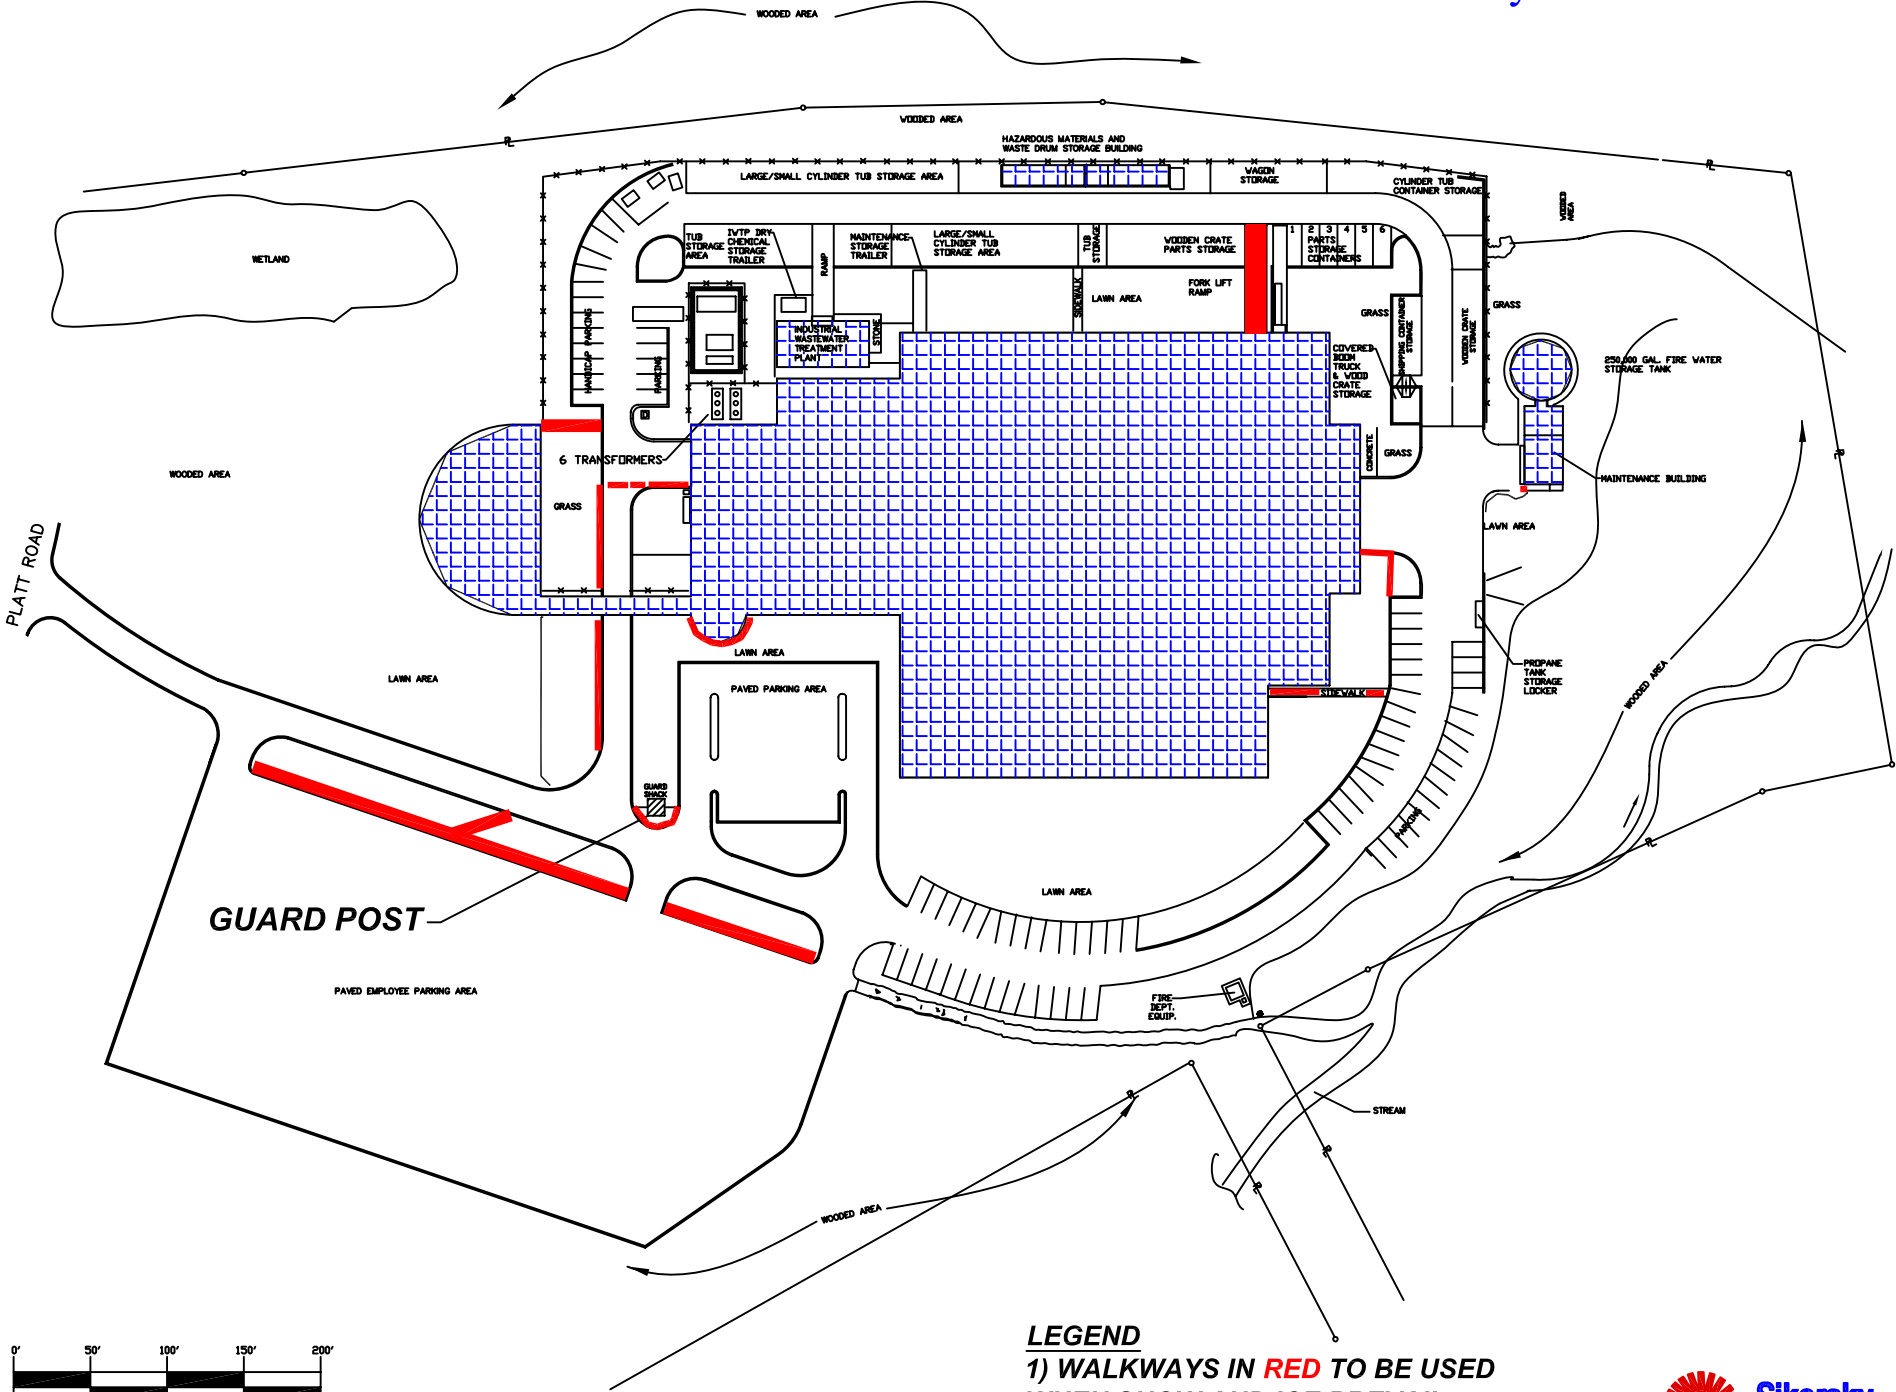 WOODED AREA
WOODED AREA
HAZARDOUS MATERIALS AND
WASTE DRUM STORAGE BUILDING
LARGE/SMALL CYLINDER TUB STORAGE AREA
WAGON
STORAGE
CYLINDER TUB
CONTAINER STORAGE
WOODED
AREA
WETLAND
TUB
STORAGE
AREA
IWTP DRY
CHEMICAL
STORAGE
TRAILER
RAMP
MAINTENANCE
STORAGE
TRAILER
LARGE/SMALL
CYLINDER TUB
STORAGE AREA
TUB
STORAGE
WOODEN CRATE
PARTS STORAGE
1 2 3 4 5 6
PARTS
STORAGE
CONTAINERS
SIDEWALK
LAWN AREA
FORK LIFT
RAMP
GRASS
SHIPPING CONTAINER
STORAGE
WOODEN CRATE
STORAGE
GRASS
HANDICAP PARKING
PARKING
INDUSTRIAL
WASTEWATER
TREATMENT
PLANT
STONE
COVERED
BOOM
TRUCK
& WOOD
CRATE
STORAGE
250,000 GAL. FIRE WATER
STORAGE TANK
6 TRANSFORMERS
CONCRETE
GRASS
MAINTENANCE BUILDING
WOODED AREA
GRASS
LAWN AREA
PLATT ROAD
LAWN AREA
LAWN AREA
PAVED PARKING AREA
SIDEWALK
PROPANE
TANK
STORAGE
LOCKER
WOODED AREA
GUARD
SHACK
PARKING
GUARD POST
LAWN AREA
PAVED EMPLOYEE PARKING AREA
FIRE
DEPT.
EQUIP.
STREAM
WOODED AREA
0' 50' 100' 150' 200'
LEGEND
1) WALKWAYS IN RED TO BE USED
Sikorsky